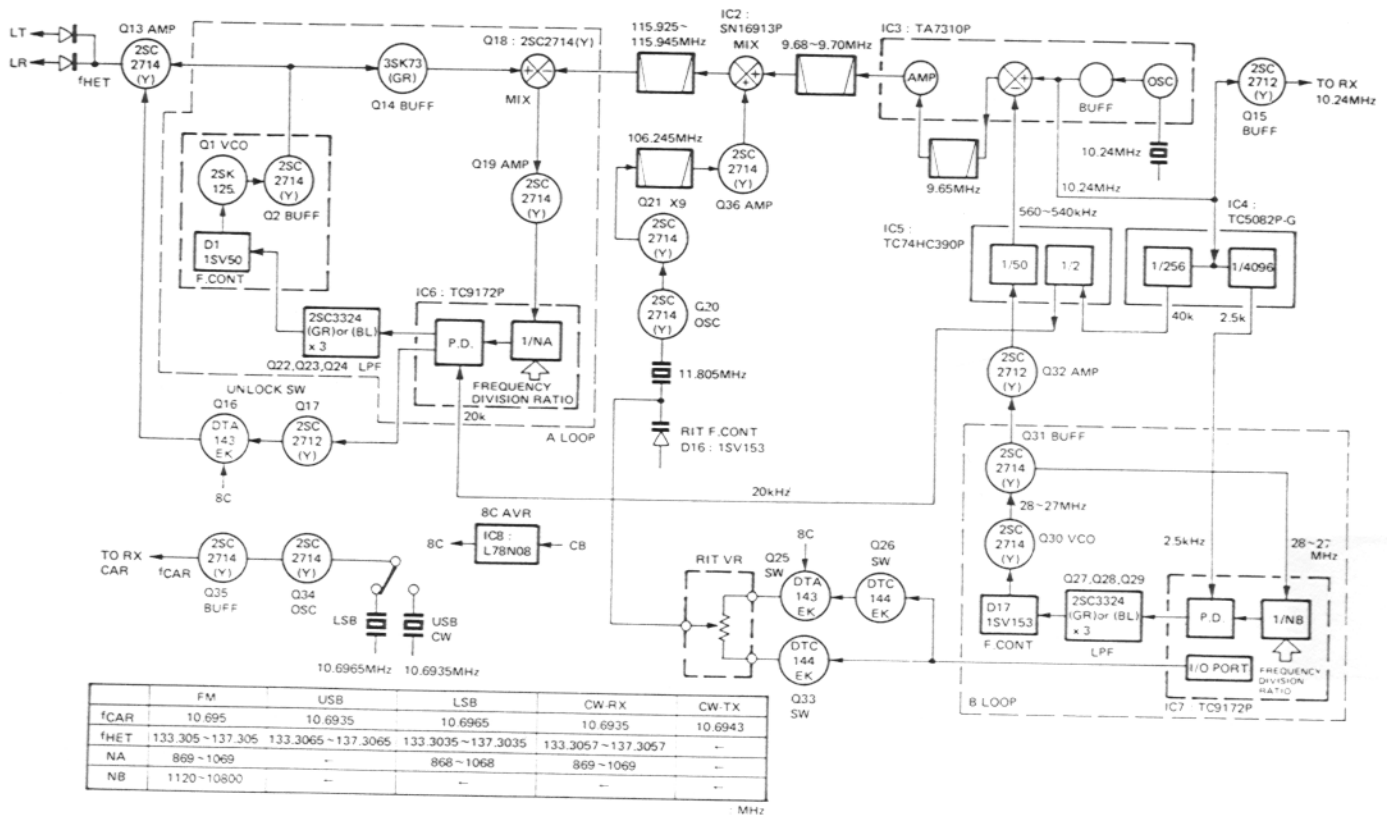 LT
LR
Q13 AMP
2SC
2714
(Y)
fHET
Q18 : 2SC2714(Y)
3SK73
(GR)
Q14 BUFF
MIX
115.925~
115.945MHz
IC2 :
SN16913P
MIX
9.68~9.70MHz
IC3 : TA7310P
AMP
BUFF
OSC
9.65MHz
10.24MHz
10.24MHz
2SC
2712
(Y)
Q15
BUFF
TO RX
10.24MHz
Q1 VCO
2SK
125.
2SC
2714
(Y)
Q2 BUFF
D1
1SV50
F.CONT
Q19 AMP
2SC
2714
(Y)
106.245MHz
2SC
2714
(Y)
Q36 AMP
Q21 X9
2SC
2714
(Y)
2SC
2714
(Y)
Q20
OSC
11.805MHz
RIT F.CONT
D16 : 1SV153
560~540kHz
IC5 :
TC74HC390P
1/50
1/2
IC4 :
TC5082P-G
1/256
1/4096
40k
2.5k
2SC3324
(GR)or (BL)
x 3
Q22,Q23,Q24 LPF
IC6 : TC9172P
P.D.
1/NA
FREQUENCY
DIVISION RATIO
20k
A LOOP
UNLOCK SW
Q16
DTA
143
EK
8C
Q17
2SC
2712
(Y)
2SC
2712
(Y)
Q32 AMP
20kHz
Q31 BUFF
2SC
2714
(Y)
28~27MHz
2SC
2714
(Y)
Q30 VCO
D17
1SV153
F.CONT
Q27,Q28,Q29
2SC3324
(GR)or (BL)
x 3
LPF
2.5kHz
28~27
MHz
P.D.
1/NB
I/O PORT
FREQUENCY
DIVISION
RATIO
IC7 : TC9172P
B LOOP
TO RX
CAR
fCAR
2SC
2714
(Y)
Q35
BUFF
2SC
2714
(Y)
Q34
OSC
LSB
USB
CW
10.6965MHz
10.6935MHz
8C AVR
8C
IC8 :
L78N08
C8
RIT VR
8C
Q25
SW
DTA
143
EK
Q26
SW
DTC
144
EK
DTC
144
EK
Q33
SW
FM USB LSB CW-RX CW-TX
fCAR 10.695 10.6935 10.6965 10.6935 10.6943
fHET 133.305~137.305 133.3065~137.3065 133.3035~137.3035 133.3057~137.3057 ←
NA 869~1069 ← 868~1068 869~1069 ←
NB 1120~10800 ← ← ← ←
: MHz